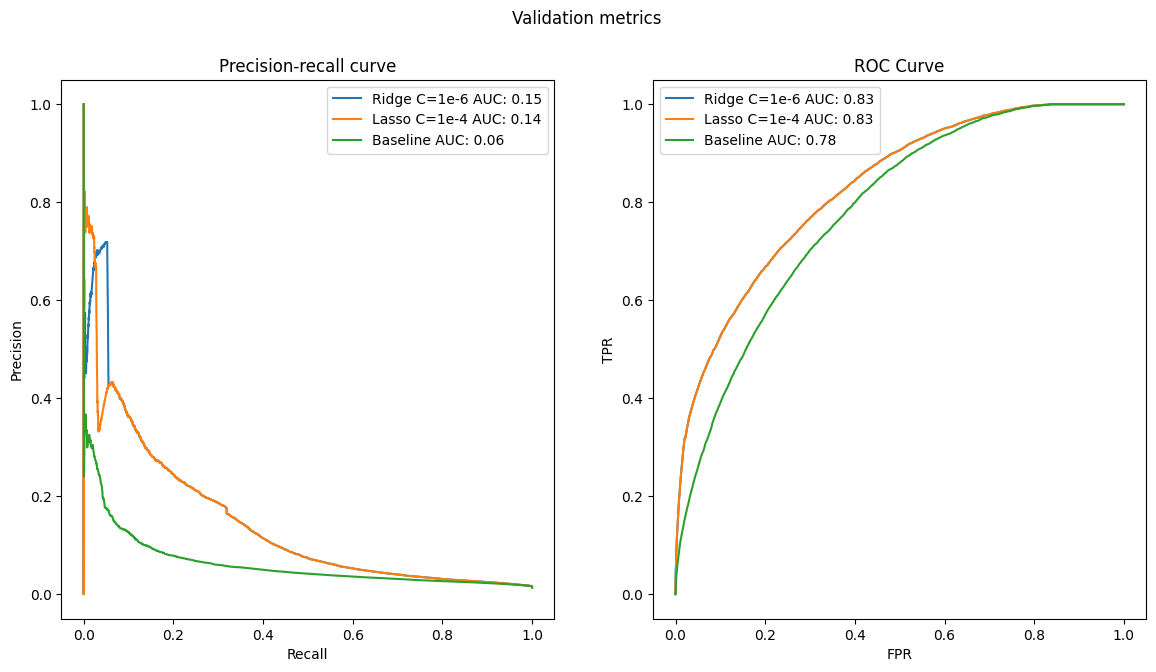 Validation metrics
Precision-recall curve
Ridge C=1e-6 AUC: 0.15
Lasso C=1e-4 AUC: 0.14
Baseline AUC: 0.06
1.0
0.8
0.6
0.4
0.2
0.0
Precision
0.0 0.2 0.4 0.6 0.8 1.0
Recall
ROC Curve
Ridge C=1e-6 AUC: 0.83
Lasso C=1e-4 AUC: 0.83
Baseline AUC: 0.78
1.0
0.8
0.6
0.4
0.2
0.0
TPR
0.0 0.2 0.4 0.6 0.8 1.0
FPR